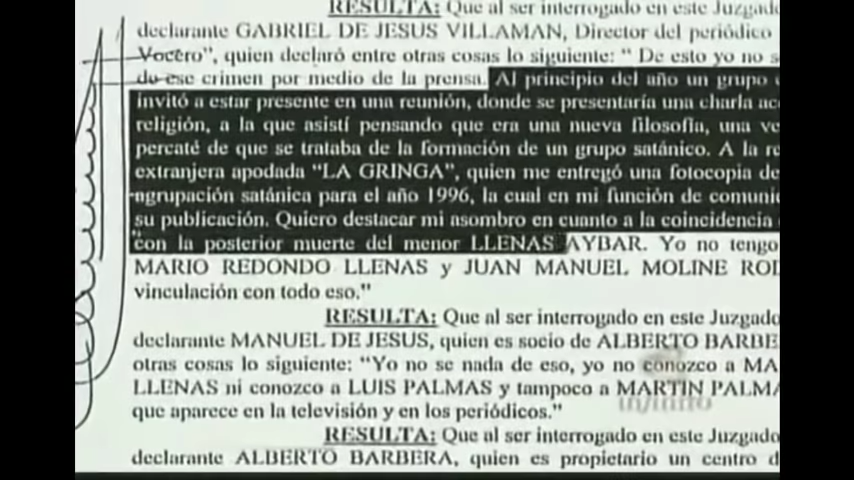 RESULTA: Que al ser interrogado en este Juzgado
declarante GABRIEL DE JESUS VILLAMAN, Director del periódico
Vocero", quien declaró entre otras cosas lo siguiente: " De esto yo no s
de ese crimen por medio de la prensa. Al principio del año un grupo
invitó a estar presente en una reunión, donde se presentaría una charla ac
religión, a la que asistí pensando que era una nueva filosofía, una ve
percaté de que se trataba de la formación de un grupo satánico. A la re
extranjera apodada "LA GRINGA", quien me entregó una fotocopia de
agrupación satánica para el año 1996, la cual en mi función de comuni
su publicación. Quiero destacar mi asombro en cuanto a la coincidencia
con la posterior muerte del menor LLENAS AYBAR. Yo no tengo
MARIO REDONDO LLENAS y JUAN MANUEL MOLINE ROD
vinculación con todo eso."
RESULTA: Que al ser interrogado en este Juzgado
declarante MANUEL DE JESUS, quien es socio de ALBERTO BARBE
otras cosas lo siguiente: "Yo no se nada de eso, yo no conozco a MA
LLENAS ni conozco a LUIS PALMAS y tampoco a MARTIN PALMA
que aparece en la televisión y en los periódicos."
RESULTA: Que al ser interrogado en este Juzgado
declarante ALBERTO BARBERA, quien es propietario un centro d